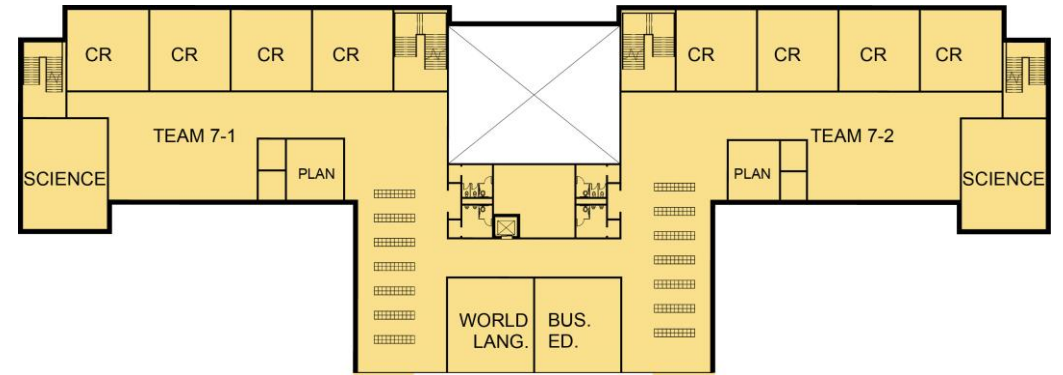 CR CR CR CR CR CR CR CR
TEAM 7-1 TEAM 7-2
SCIENCE PLAN PLAN SCIENCE
WORLD LANG.
BUS. ED.